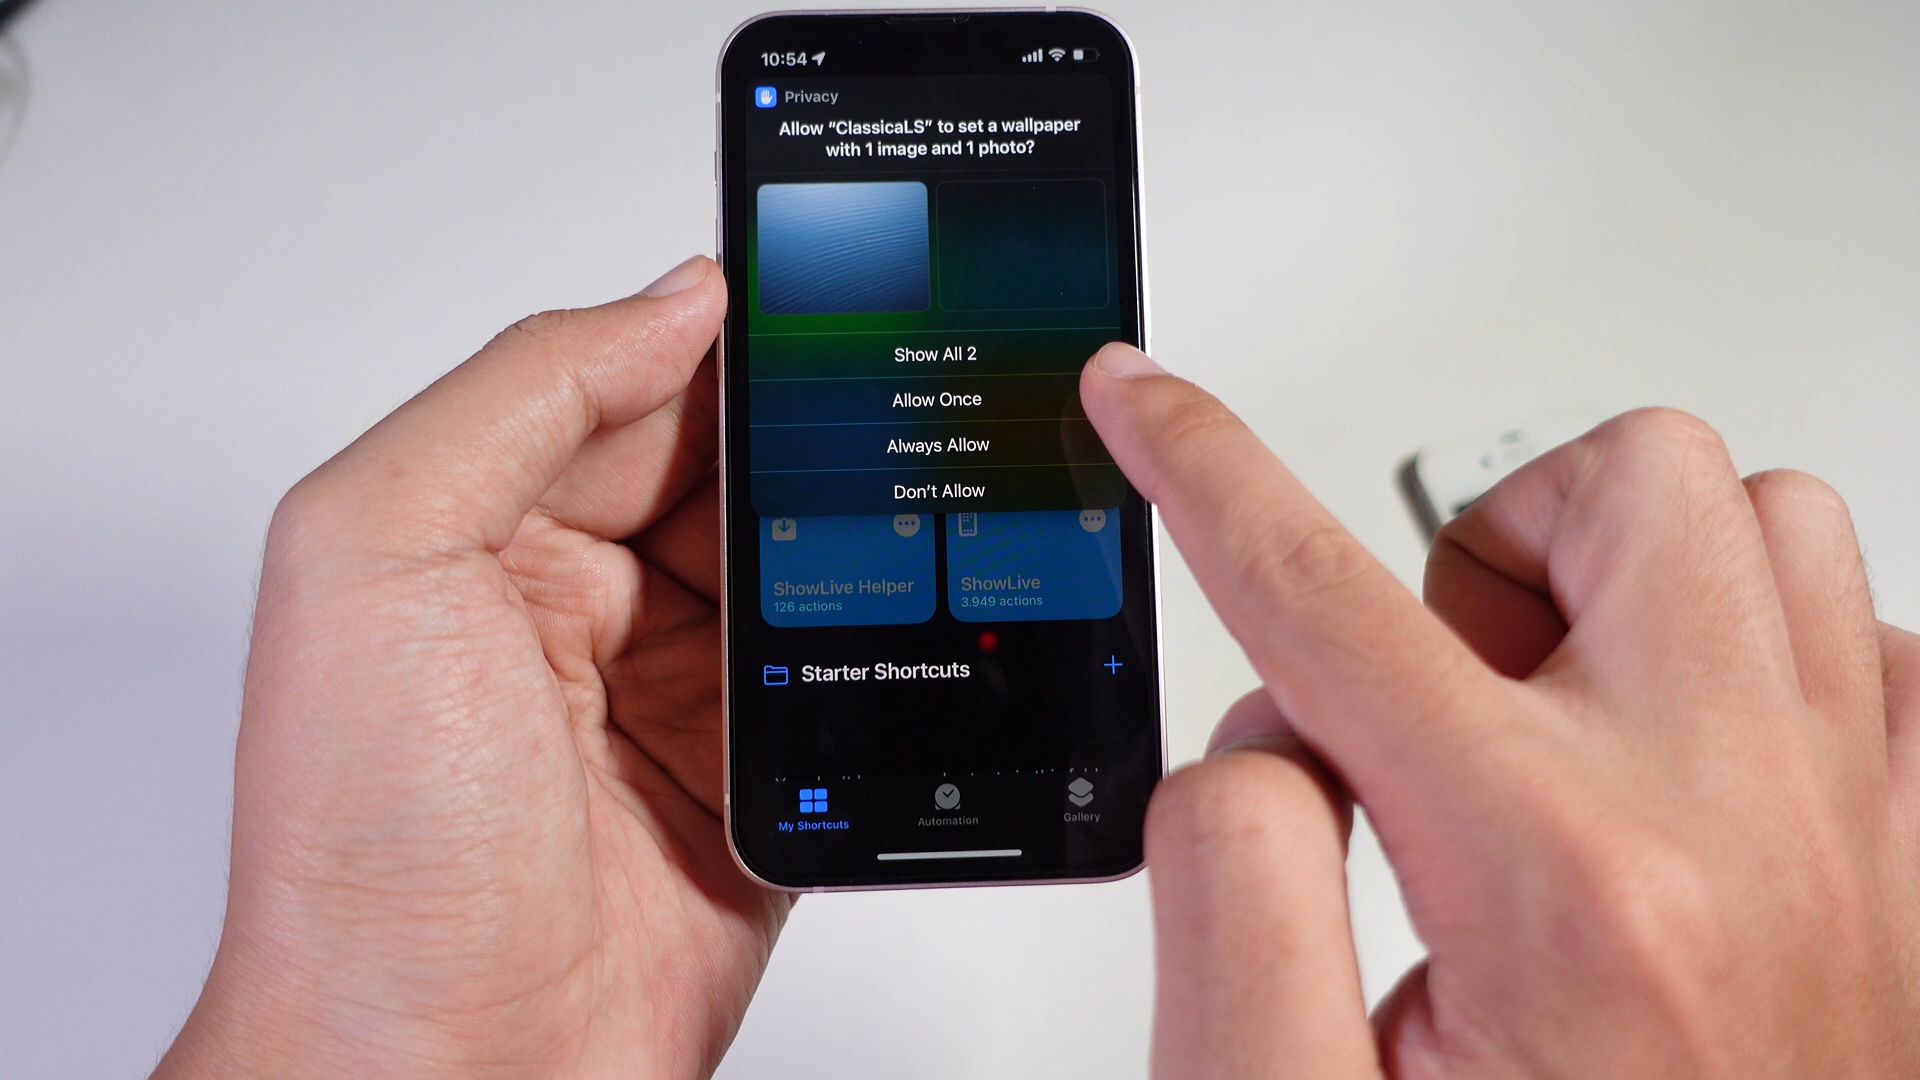 10:54
Privacy
Allow “ClassicaLS” to set a wallpaper
with 1 image and 1 photo?
Show All 2
Allow Once
Always Allow
Don’t Allow
ShowLive Helper
126 actions
ShowLive
3.949 actions
Starter Shortcuts
My Shortcuts
Automation
Gallery